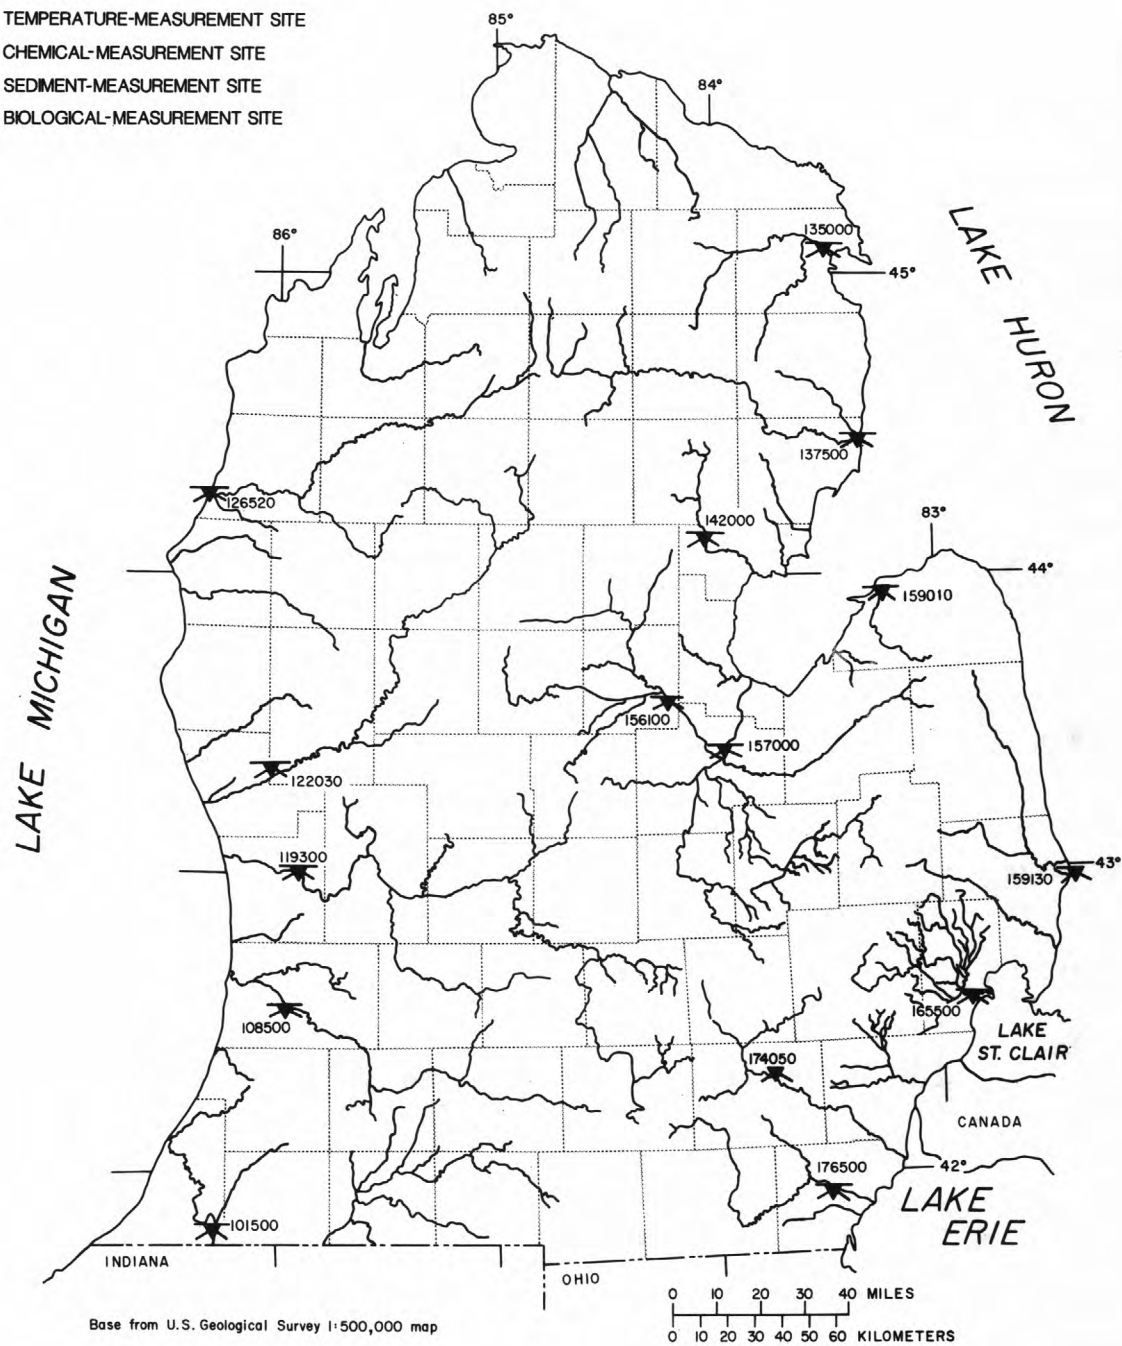 TEMPERATURE-MEASUREMENT SITE
CHEMICAL-MEASUREMENT SITE
SEDIMENT-MEASUREMENT SITE
BIOLOGICAL-MEASUREMENT SITE
85°
84°
86°
135000
45°
LAKE HURON
137500
126520
142000
83°
44°
159010
LAKE MICHIGAN
156100
157000
122030
119300
43°
159130
108500
165500
LAKE
ST. CLAIR
174050
CANADA
176500
42°
LAKE
ERIE
101500
INDIANA
OHIO
0 10 20 30 40 MILES
0 10 20 30 40 50 60 KILOMETERS
Base from U.S. Geological Survey 1:500,000 map